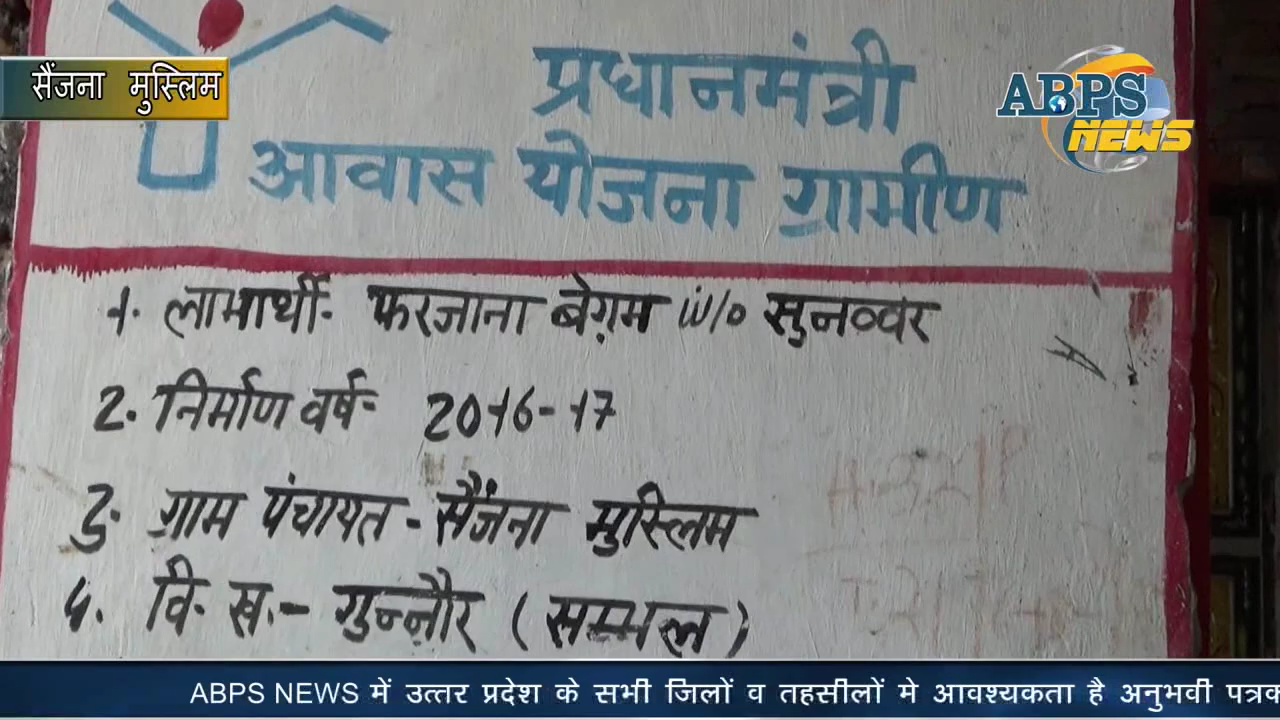 सैंजना मुस्लिम
ABPS
NEWS
प्रधानमंत्री
आवास योजना ग्रामीण
1. लाभार्थी- फरजाना बेग़म w/o सुनव्वर
2. निर्माण वर्ष- 2016-17
3. ग्राम पंचायत - सैंजना मुस्लिम
4. वि. ख.- गुन्नौर (सम्भल)
ABPS NEWS में उत्तर प्रदेश के सभी जिलों व तहसीलों मे आवश्यकता है अनुभवी पत्रक